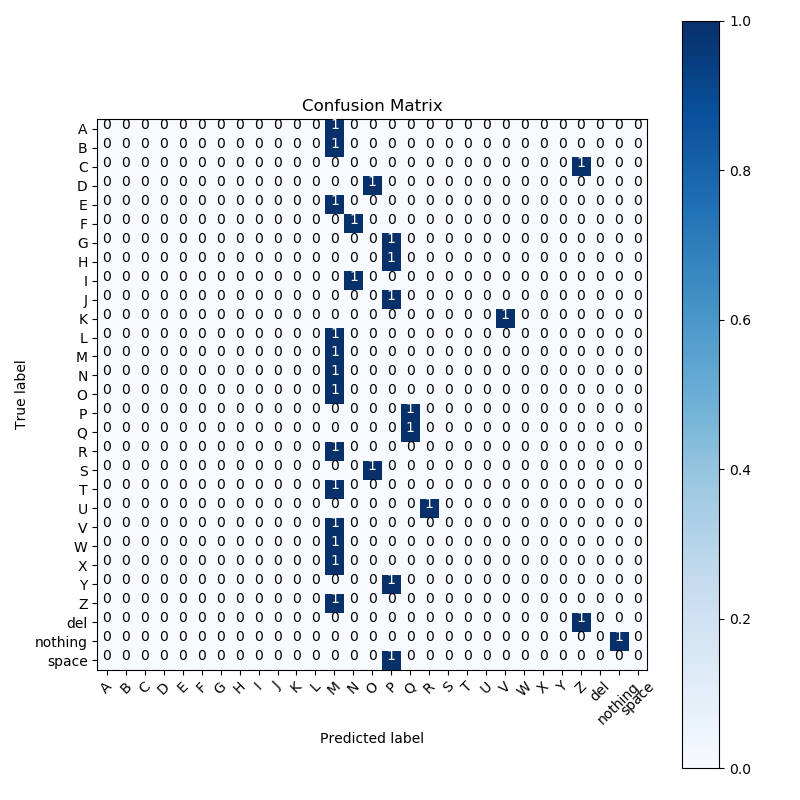 Confusion Matrix
A 0 0 0 0 0 0 0 0 0 0 0 0 1 0 0 0 0 0 0 0 0 0 0 0 0 0 0 0 0
B 0 0 0 0 0 0 0 0 0 0 0 0 1 0 0 0 0 0 0 0 0 0 0 0 0 0 0 0 0
C 0 0 0 0 0 0 0 0 0 0 0 0 0 0 0 0 0 0 0 0 0 0 0 0 0 1 0 0 0
D 0 0 0 0 0 0 0 0 0 0 0 0 0 0 1 0 0 0 0 0 0 0 0 0 0 0 0 0 0
E 0 0 0 0 0 0 0 0 0 0 0 0 1 0 0 0 0 0 0 0 0 0 0 0 0 0 0 0 0
F 0 0 0 0 0 0 0 0 0 0 0 0 0 1 0 0 0 0 0 0 0 0 0 0 0 0 0 0 0
G 0 0 0 0 0 0 0 0 0 0 0 0 0 0 0 1 0 0 0 0 0 0 0 0 0 0 0 0 0
H 0 0 0 0 0 0 0 0 0 0 0 0 0 0 0 1 0 0 0 0 0 0 0 0 0 0 0 0 0
I 0 0 0 0 0 0 0 0 0 0 0 0 0 1 0 0 0 0 0 0 0 0 0 0 0 0 0 0 0
J 0 0 0 0 0 0 0 0 0 0 0 0 0 0 0 1 0 0 0 0 0 0 0 0 0 0 0 0 0
K 0 0 0 0 0 0 0 0 0 0 0 0 0 0 0 0 0 0 0 0 0 1 0 0 0 0 0 0 0
L 0 0 0 0 0 0 0 0 0 0 0 0 1 0 0 0 0 0 0 0 0 0 0 0 0 0 0 0 0
M 0 0 0 0 0 0 0 0 0 0 0 0 1 0 0 0 0 0 0 0 0 0 0 0 0 0 0 0 0
N 0 0 0 0 0 0 0 0 0 0 0 0 1 0 0 0 0 0 0 0 0 0 0 0 0 0 0 0 0
O 0 0 0 0 0 0 0 0 0 0 0 0 1 0 0 0 0 0 0 0 0 0 0 0 0 0 0 0 0
P 0 0 0 0 0 0 0 0 0 0 0 0 0 0 0 0 1 0 0 0 0 0 0 0 0 0 0 0 0
Q 0 0 0 0 0 0 0 0 0 0 0 0 0 0 0 0 1 0 0 0 0 0 0 0 0 0 0 0 0
R 0 0 0 0 0 0 0 0 0 0 0 0 1 0 0 0 0 0 0 0 0 0 0 0 0 0 0 0 0
S 0 0 0 0 0 0 0 0 0 0 0 0 0 0 1 0 0 0 0 0 0 0 0 0 0 0 0 0 0
T 0 0 0 0 0 0 0 0 0 0 0 0 1 0 0 0 0 0 0 0 0 0 0 0 0 0 0 0 0
U 0 0 0 0 0 0 0 0 0 0 0 0 0 0 0 0 0 1 0 0 0 0 0 0 0 0 0 0 0
V 0 0 0 0 0 0 0 0 0 0 0 0 1 0 0 0 0 0 0 0 0 0 0 0 0 0 0 0 0
W 0 0 0 0 0 0 0 0 0 0 0 0 1 0 0 0 0 0 0 0 0 0 0 0 0 0 0 0 0
X 0 0 0 0 0 0 0 0 0 0 0 0 1 0 0 0 0 0 0 0 0 0 0 0 0 0 0 0 0
Y 0 0 0 0 0 0 0 0 0 0 0 0 0 0 0 1 0 0 0 0 0 0 0 0 0 0 0 0 0
Z 0 0 0 0 0 0 0 0 0 0 0 0 1 0 0 0 0 0 0 0 0 0 0 0 0 0 0 0 0
del 0 0 0 0 0 0 0 0 0 0 0 0 0 0 0 0 0 0 0 0 0 0 0 0 0 1 0 0 0
nothing 0 0 0 0 0 0 0 0 0 0 0 0 0 0 0 0 0 0 0 0 0 0 0 0 0 0 0 1 0
space 0 0 0 0 0 0 0 0 0 0 0 0 0 0 0 1 0 0 0 0 0 0 0 0 0 0 0 0 0
A B C D E F G H I J K L M N O P Q R S T U V W X Y Z del nothing space
Predicted label
True label
1.0
0.8
0.6
0.4
0.2
0.0